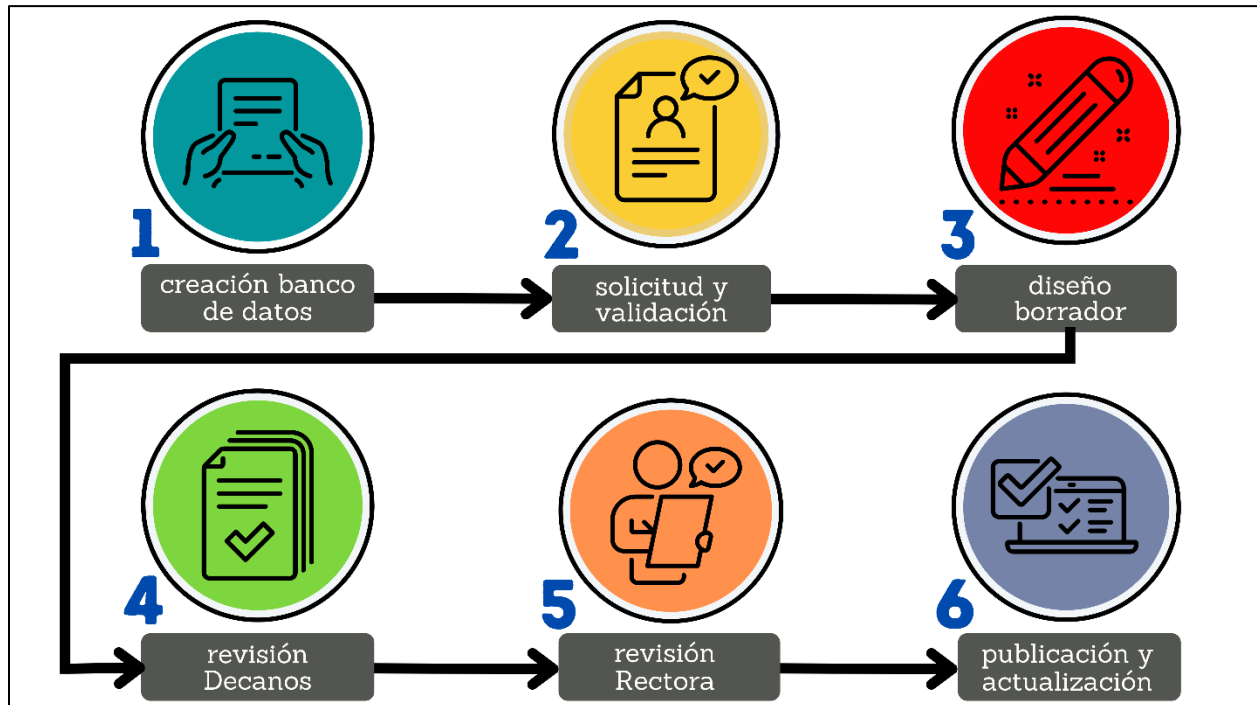 1
creación banco
de datos
2
solicitud y
validación
3
diseño
borrador
4
revisión
Decanos
5
revisión
Rectora
6
publicación y
actualización